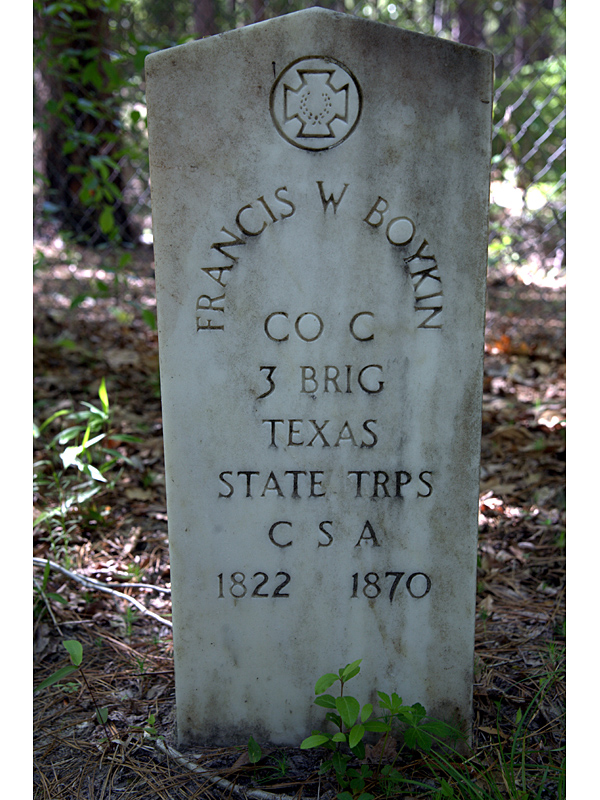 FRANCIS W BOYKIN
CO C
3 BRIG
TEXAS
STATE TRPS
C S A
1822 1870